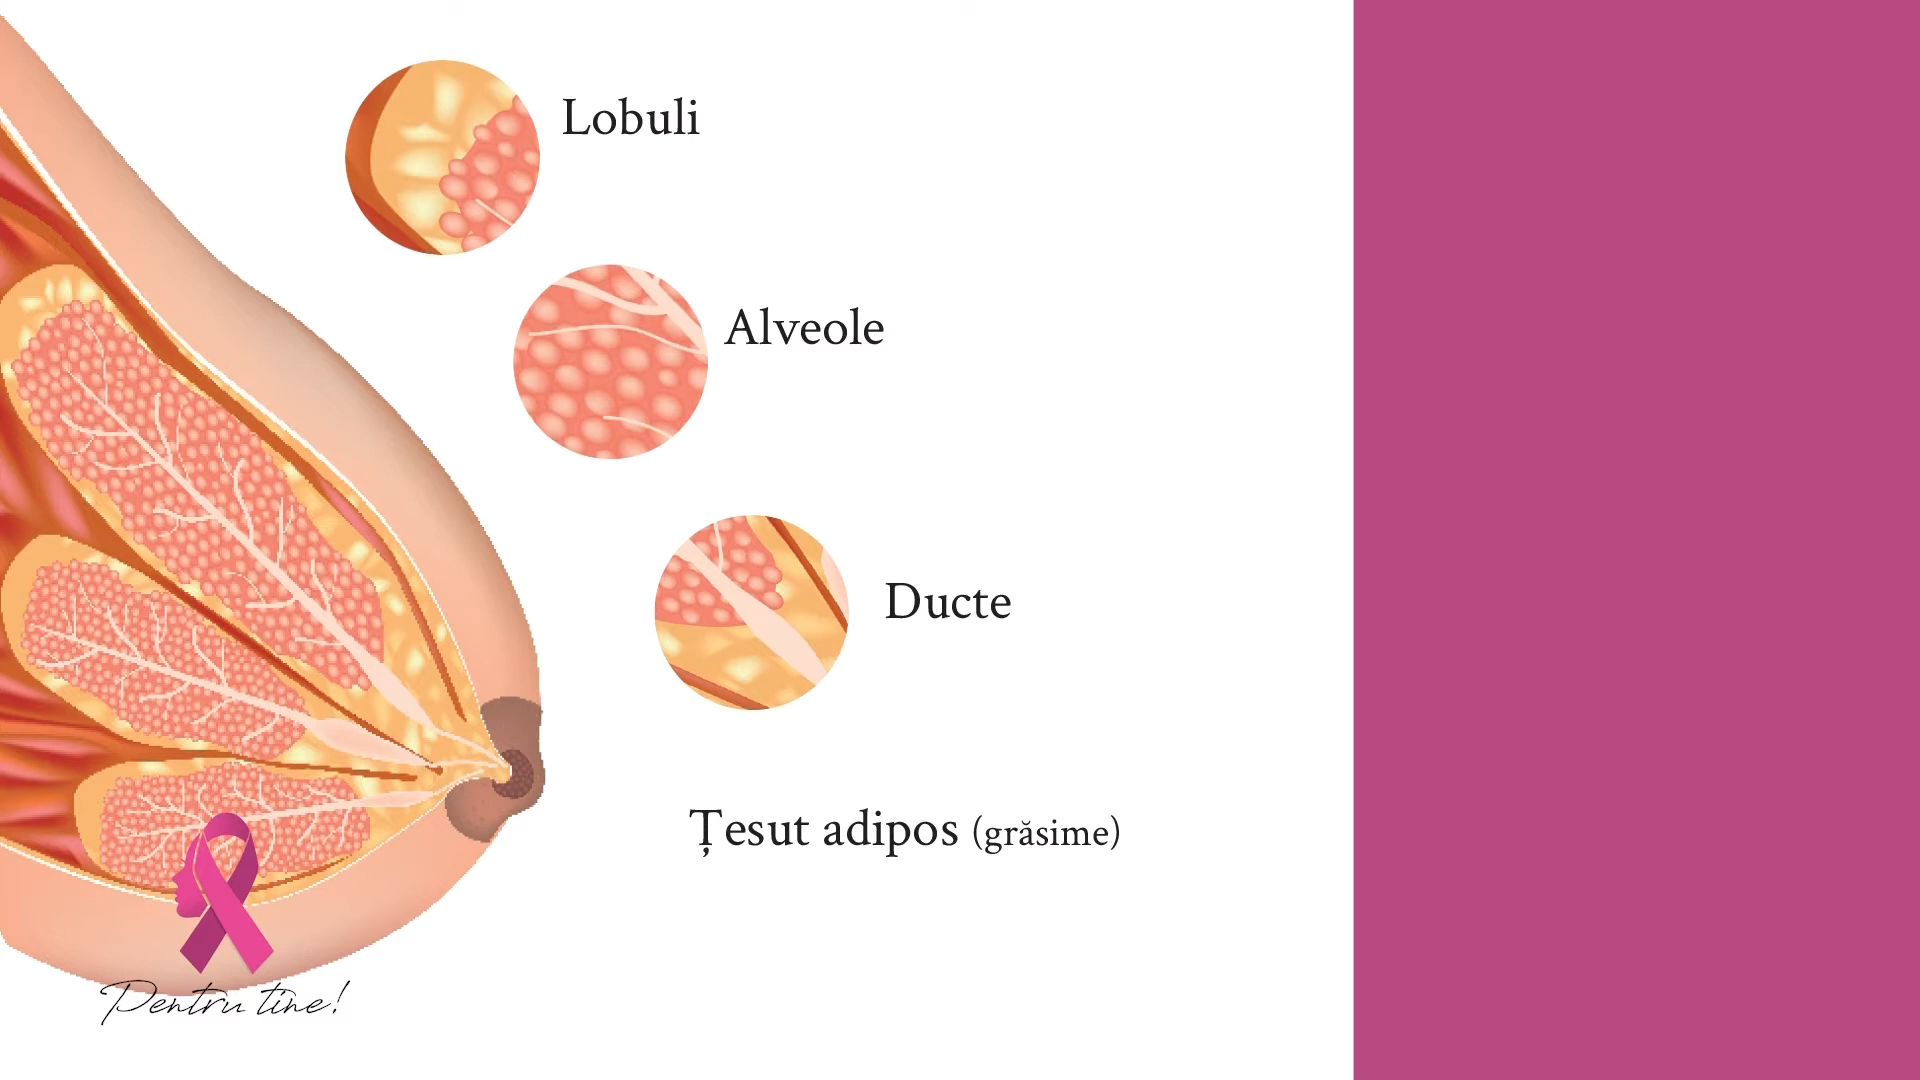 Lobuli
Alveole
Ducte
Țesut adipos (grăsime)
Pentru tine!